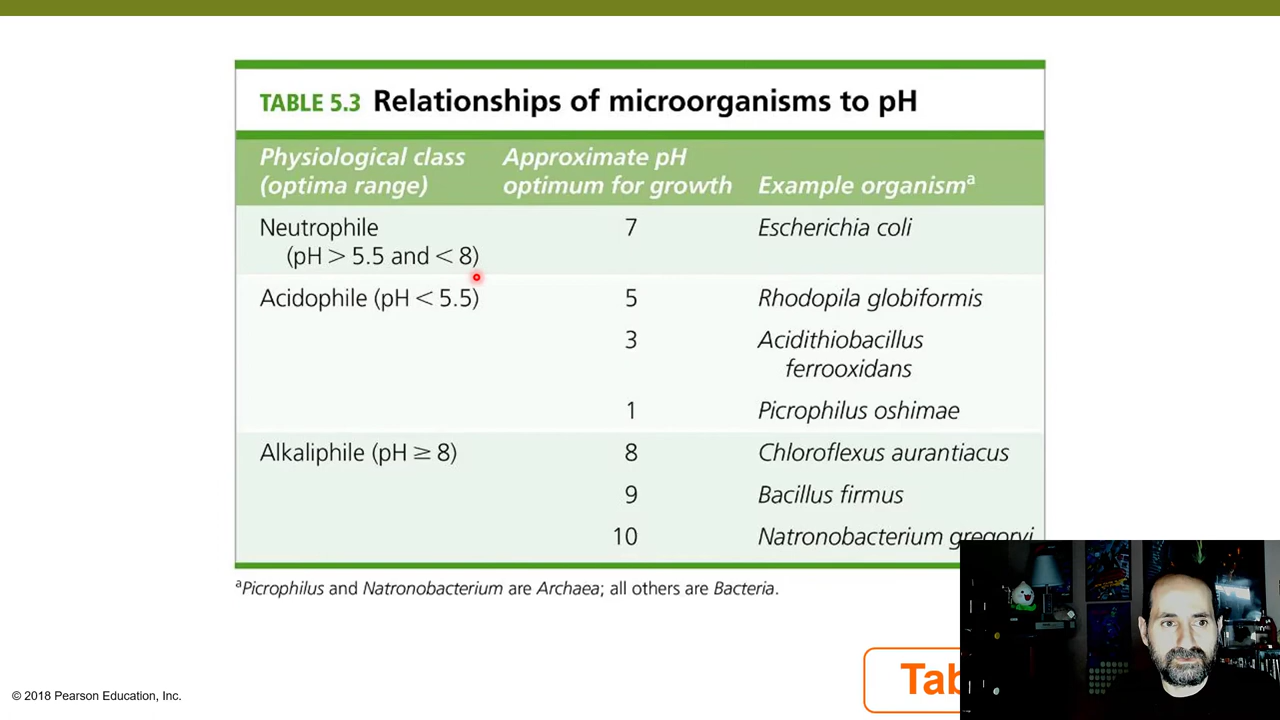 TABLE 5.3 Relationships of microorganisms to pH
Physiological class (optima range)
Approximate pH optimum for growth
Example organismᵃ
Neutrophile (pH > 5.5 and < 8)
7
Escherichia coli
Acidophile (pH < 5.5)
5
Rhodopila globiformis
3
Acidithiobacillus ferrooxidans
1
Picrophilus oshimae
Alkaliphile (pH ≥ 8)
8
Chloroflexus aurantiacus
9
Bacillus firmus
10
Natronobacterium gregoryi
ᵃPicrophilus and Natronobacterium are Archaea; all others are Bacteria.
© 2018 Pearson Education, Inc.